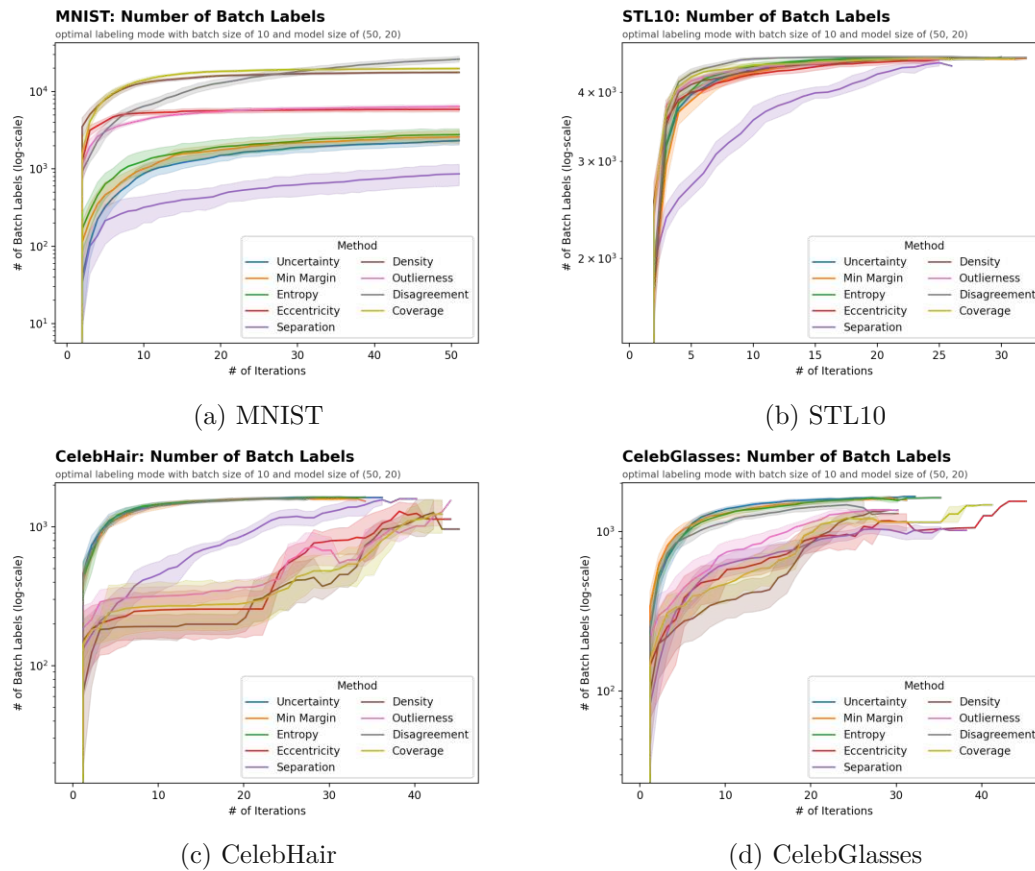 MNIST: Number of Batch Labels
optimal labeling mode with batch size of 10 and model size of (50, 20)
# of Batch Labels (log-scale)
10⁴
10³
10²
10¹
0 10 20 30 40 50
# of Iterations
Method
Uncertainty Density
Min Margin Outlierness
Entropy Disagreement
Eccentricity Coverage
Separation
(a) MNIST
STL10: Number of Batch Labels
optimal labeling mode with batch size of 10 and model size of (50, 20)
# of Batch Labels (log-scale)
4 × 10³
3 × 10³
2 × 10³
0 5 10 15 20 25 30
# of Iterations
Method
Uncertainty Density
Min Margin Outlierness
Entropy Disagreement
Eccentricity Coverage
Separation
(b) STL10
CelebHair: Number of Batch Labels
optimal labeling mode with batch size of 10 and model size of (50, 20)
# of Batch Labels (log-scale)
10³
10²
0 10 20 30 40
# of Iterations
Method
Uncertainty Density
Min Margin Outlierness
Entropy Disagreement
Eccentricity Coverage
Separation
(c) CelebHair
CelebGlasses: Number of Batch Labels
optimal labeling mode with batch size of 10 and model size of (50, 20)
# of Batch Labels (log-scale)
10³
10²
0 10 20 30 40
# of Iterations
Method
Uncertainty Density
Min Margin Outlierness
Entropy Disagreement
Eccentricity Coverage
Separation
(d) CelebGlasses